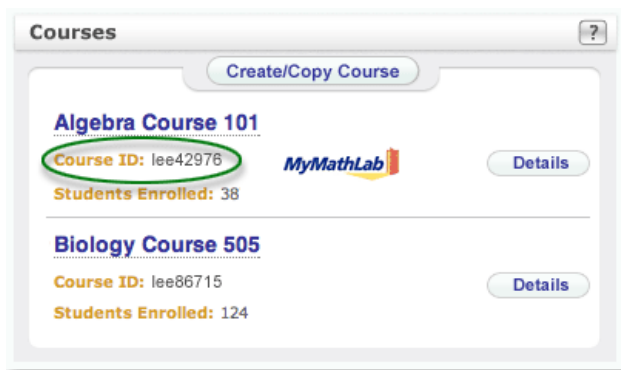 Courses ?
Create/Copy Course
Algebra Course 101
Course ID: lee42976 MyMathLab Details
Students Enrolled: 38
Biology Course 505
Course ID: lee86715 Details
Students Enrolled: 124